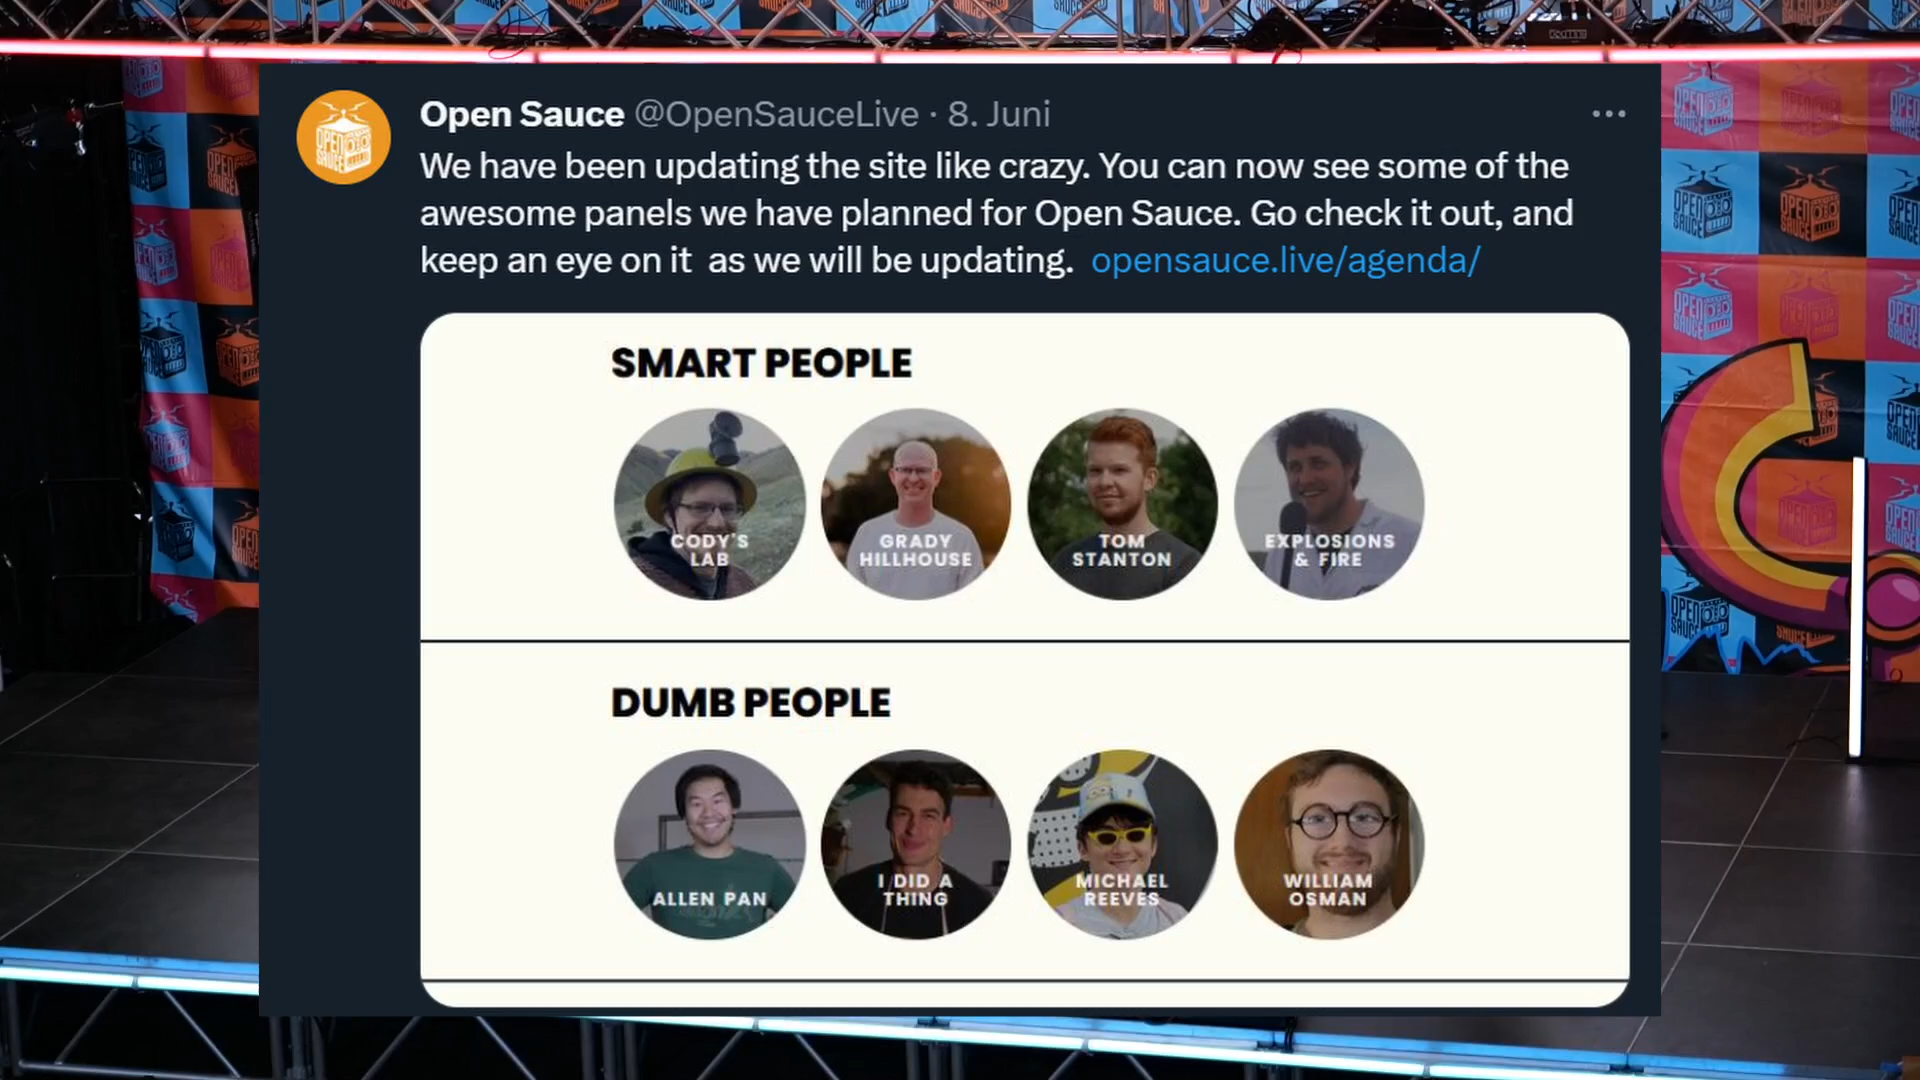 Open Sauce @OpenSauceLive · 8. Juni
We have been updating the site like crazy. You can now see some of the
awesome panels we have planned for Open Sauce. Go check it out, and
keep an eye on it  as we will be updating.  opensauce.live/agenda/
OPEN
SAUCE
SMART PEOPLE
CODY'S
LAB
GRADY
HILLHOUSE
TOM
STANTON
EXPLOSIONS
& FIRE
DUMB PEOPLE
ALLEN PAN
I DID A
THING
MICHAEL
REEVES
WILLIAM
OSMAN